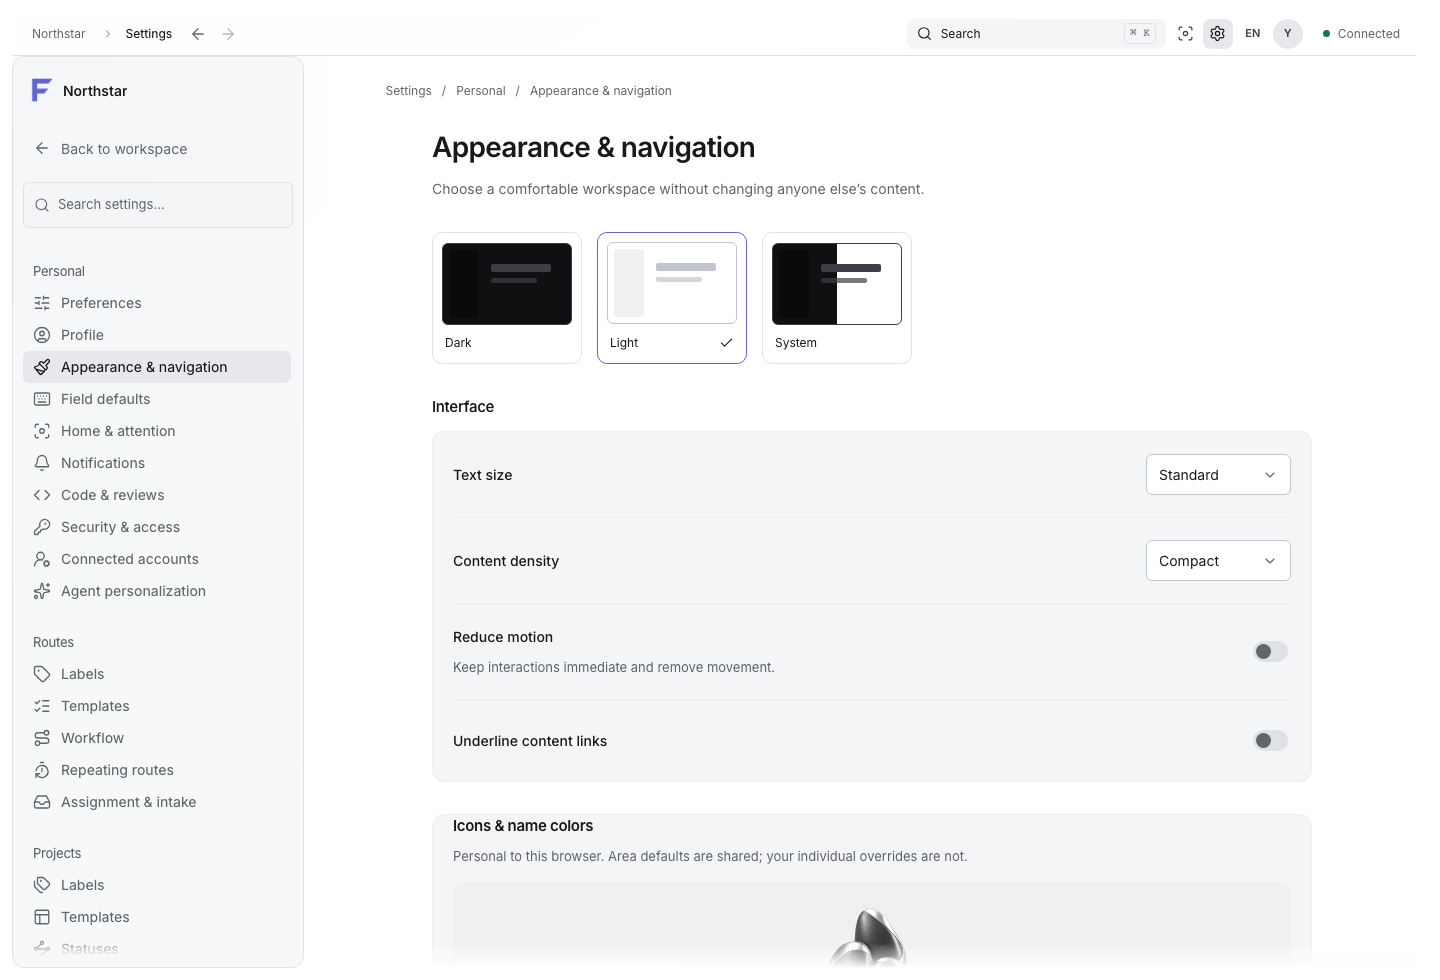 Northstar
Settings
Search
⌘ K
EN
Y
Connected
Northstar
Back to workspace
Search settings...
Personal
Preferences
Profile
Appearance & navigation
Field defaults
Home & attention
Notifications
Code & reviews
Security & access
Connected accounts
Agent personalization
Routes
Labels
Templates
Workflow
Repeating routes
Assignment & intake
Projects
Labels
Templates
Statuses
Settings / Personal / Appearance & navigation
Appearance & navigation
Choose a comfortable workspace without changing anyone else’s content.
Dark
Light
System
Interface
Text size
Standard
Content density
Compact
Reduce motion
Keep interactions immediate and remove movement.
Underline content links
Icons & name colors
Personal to this browser. Area defaults are shared; your individual overrides are not.